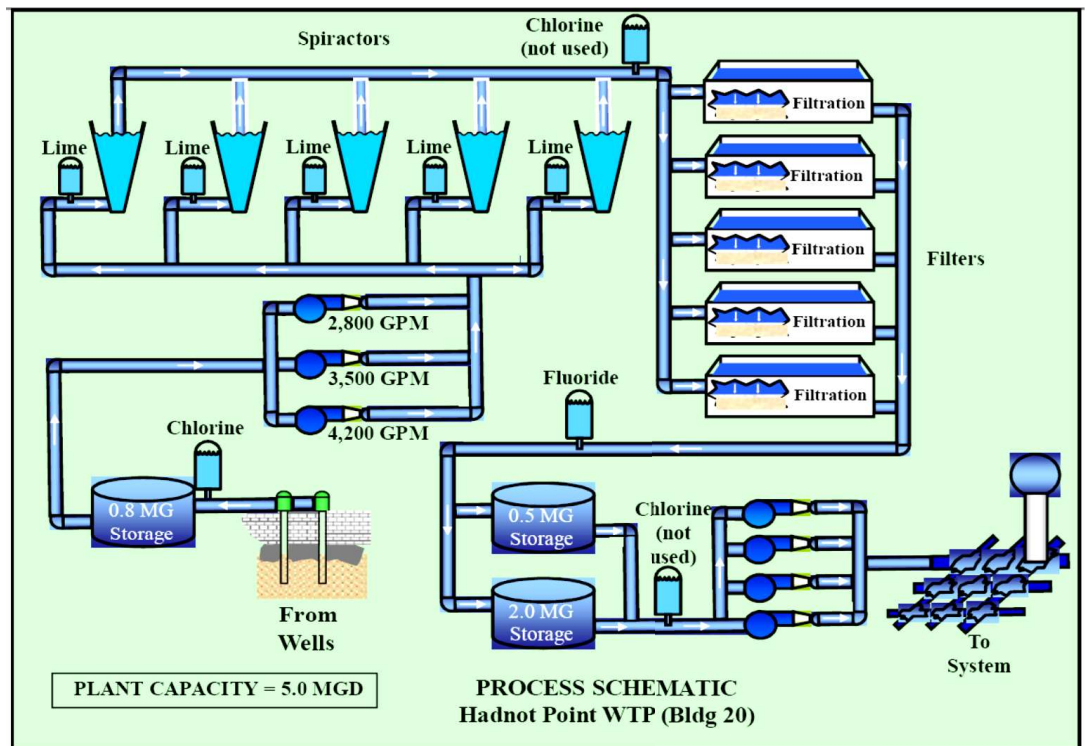 Spiractors
Chlorine
(not used)
Lime
Lime
Lime
Lime
Lime
Filtration
Filtration
Filtration
Filtration
Filtration
Filters
2,800 GPM
3,500 GPM
4,200 GPM
Chlorine
0.8 MG
Storage
From
Wells
Fluoride
0.5 MG
Storage
2.0 MG
Storage
Chlorine
(not
used)
To
System
PLANT CAPACITY = 5.0 MGD
PROCESS SCHEMATIC
Hadnot Point WTP (Bldg 20)